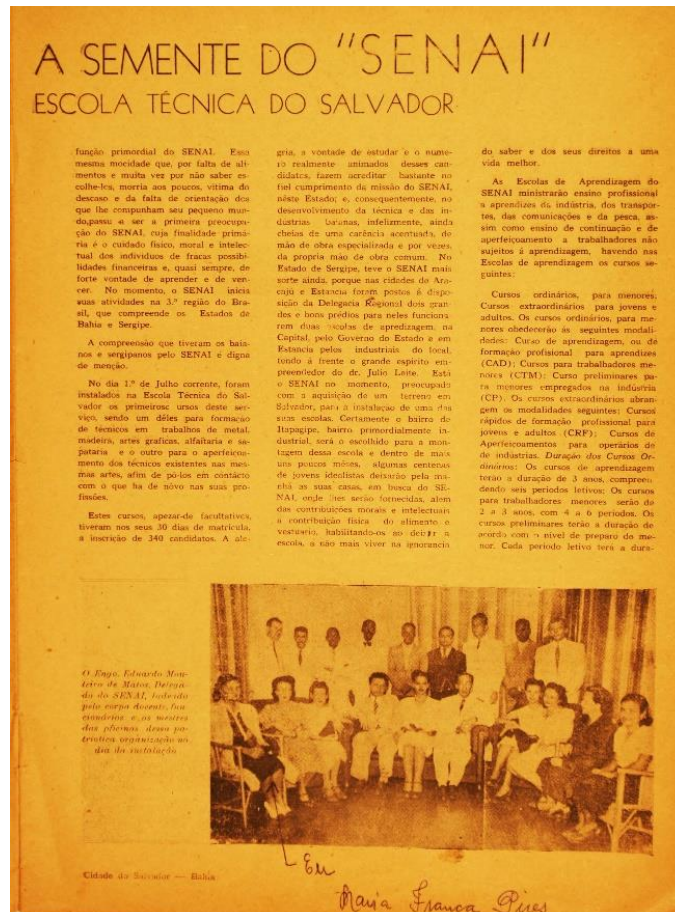 A SEMENTE DO "SENAI"
ESCOLA TÉCNICA DO SALVADOR
função primordial do SENAI. Essa
mesma mocidade que, por falta de ali-
mentos e muita vez por não saber es-
colhe-los, morria aos poucos, vitima do
descaso e da falta de orientação dos
que lhe compunham seu pequeno mun-
do,passu a ser a primeira preocupa-
ção do SENAI, cuja finalidade primá-
ria é o cuidado físico, moral e intelec-
tual dos individuos de fracas possibi-
lidades financeiras e, quasi sempre, de
forte vontade de aprender e de ven-
cer. No momento, o SENAI inicia
suas atividades na 3.ª região do Bra-
sil, que compreende os Estados de
Bahia e Sergipe.
A compreensão que tiveram os baia-
nos e sergipanos pelo SENAI é digna
de menção.
No dia 1.º de Julho corrente, foram
instalados na Escola Técnica do Sal-
vador os primeirosc ursos deste ser-
viço, sendo um dêles para formação
de técnicos em trabalhos de metal,
madeira, artes graficas, alfaitaria e sa-
pataria e o outro para o aperfeiçoa-
mento dos técnicos existentes nas mes-
mas artes, afim de pô-los em contácto
com o que ha de novo nas suas pro-
fissões.
Estes cursos, apezar-de facultativos,
tiveram nos seus 30 dias de matricula,
a inscrição de 340 candidatos. A ale-
gria, a vontade de estudar e o nume-
ro realmente animados desses can-
didatos, fazem acreditar bastante no
fiel cumprimento da missão do SENAI,
nêste Estado; e, consequentemente, no
desenvolvimento da técnica e das in-
dústrias baianas, infelizmente, ainda
cheias de uma carência acentuada, de
mão de obra especializada e por vezes,
da propria mão de obra comum. No
Estado de Sergipe, teve o SENAI mais
sorte ainda, porque nas cidades de Ara-
cajú e Estancia foram postos á dispo-
sição da Delegacia Regional dois gran-
des e bons prédios para neles funciona-
rem duas escolas de apredizagem, na
Capital, pelo Governo do Estado e em
Estancia pelos industriais do local,
tendo á frente o grande espirito em-
preendedor do dr. Julio Leite. Está
o SENAI no momento, preocupado
com a aquisição de um terreno em
Salvador, para a instalação de uma das
suas escolas. Certamente o bairro de
Itapagipe, bairro primordialmente in-
dustrial, será o escolhido para a mon-
tagem dessa escola e dentro de mais
uns poucos mêses, algumas centenas
de jovens idealistas deixarão pela ma-
nhã as suas casas, em busca do SE-
NAI, onde lhes serão fornecidas, alem
das contribuições morais e intelectuais
a contribuição física do alimento e
vestuario, habilitando-os ao deixar a
escola, a não mais viver na ignorancia
do saber e dos seus direitos a uma
vida melhor.
As Escolas de Aprendizagem do
SENAI ministrarão ensino profissional
a aprendizes da indústria, dos transpor-
tes, das comunicações e da pesca, as-
sim como ensino de continuação e de
aperfeiçoamento a trabalhadores não
sujeitos á aprendizagem, havendo nas
Escolas de aprendizagem os cursos se-
guintes:
Cursos ordinários, para menores;
Cursos extraordinários para jovens e
adultos. Os cursos ordinários, para me-
nores obedecerão ás seguintes modali-
dades: Curso de aprendizagem, ou de
formação profisional para aprendizes
(CAD); Cursos para trabalhadores me-
nores (CTM); Curso preliminares pa-
ra menores empregados na indústria
(CP). Os cursos extraordinários abran-
gem os modalidades seguintes: Cursos
rápidos de formação profissional para
jovens e adultos (CRF); Cursos de
Aperfeicoamentos para operários de
de indústrias. Duração dos Cursos Or-
dinários: Os cursos de aprendizagem
terão a duração de 3 anos, compreen-
dendo seis periodos letivos; Os cursos
para trabalhadores menores serão de
2 a 3 anos, com 4 a 6 periodos. Os
cursos preliminares terão a duração de
acordo com o nivel de preparo do me-
nor. Cada periodo letivo terá a dura-
O Engo. Eduardo Mon-
teiro de Matos, Delega-
do do SENAI, ladeado
pelo corpo docente, fun-
cionários e os mestres
das oficinas dessa pa-
triotica organização no
dia da instalação
Eu
Cidade do Salvador — Bahia
Maria França Pires